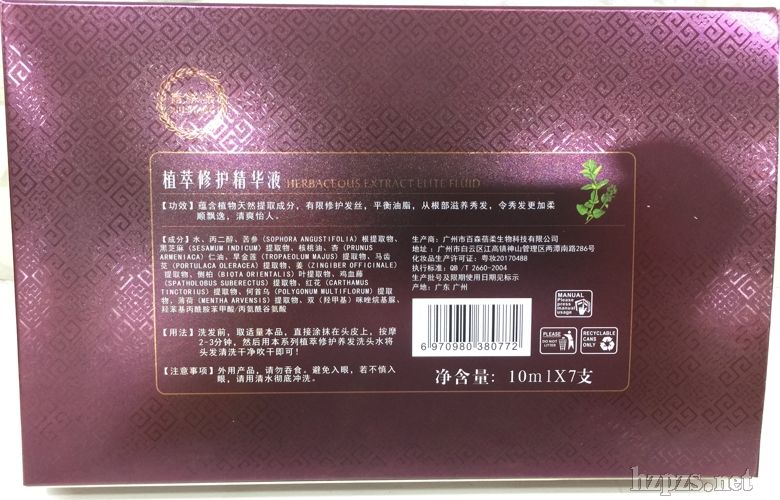 植萃修护精华液 HERBACEOUS EXTRACT ELITE FLUID
【功效】蕴含植物天然提取成分，有限修护发丝，平衡油脂，从根部滋养秀发，令秀发更加柔
顺飘逸，清爽怡人。
【成分】水、丙二醇、苦参（SOPHORA ANGUSTIFOLIA）根提取物、
黑芝麻（SESAMUM INDICUM）提取物、核桃油、杏（PRUNUS
ARMENIACA）仁油、旱金莲（TROPAEOLUM MAJUS）提取物、马齿
苋（PORTULACA OLERACEA）提取物、姜（ZINGIBER OFFICINALE）
提取物、侧柏（BIOTA ORIENTALIS）叶提取物、鸡血藤
（SPATHOLOBUS SUBERECTUS）提取物、红花（CARTHAMUS
TINCTORIUS）提取物、何首乌（POLYGONUM MULTIFLORUM）提取
物、薄荷（MENTHA ARVENSIS）提取物、双（羟甲基）咪唑烷基脲、
羟苯基丙酰胺苯甲酸/丙氨酰谷氨酸
【用法】洗发前，取适量本品，直接涂抹在头皮上，按摩
2-3分钟，然后用本系列植萃修护养发洗头水将
头发清洗干净吹干即可！
【注意事项】外用产品，请勿吞食。避免入眼，若不慎入
眼，请用清水彻底冲洗。
生产商：广州市百森蓓柔生物科技有限公司
地址：广州市白云区江高镇神山管理区两潭南路286号
化妆品生产许可证：粤妆20170488
执行标准：QB／T 2660-2004
生产批号及限期使用日期见标示
产地：广东 广州
6 970980 380772
MANUAL
Please
press
manual
usage
PLEASE
DO NOT
LITTER
RECYCLABLE
CANS ONLY
净含量：10mlX7支
hzpzs.net